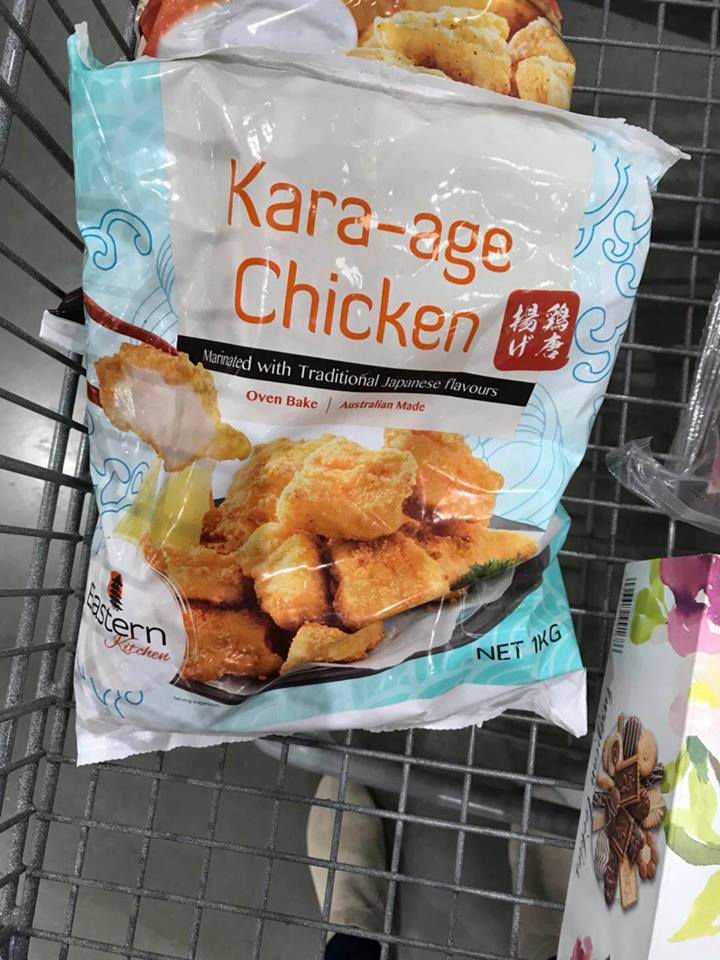 Kara-age
Chicken
鶏唐
揚げ
Marinated with Traditional Japanese flavours
Oven Bake | Australian Made
Eastern
Kitchen
NET 1KG